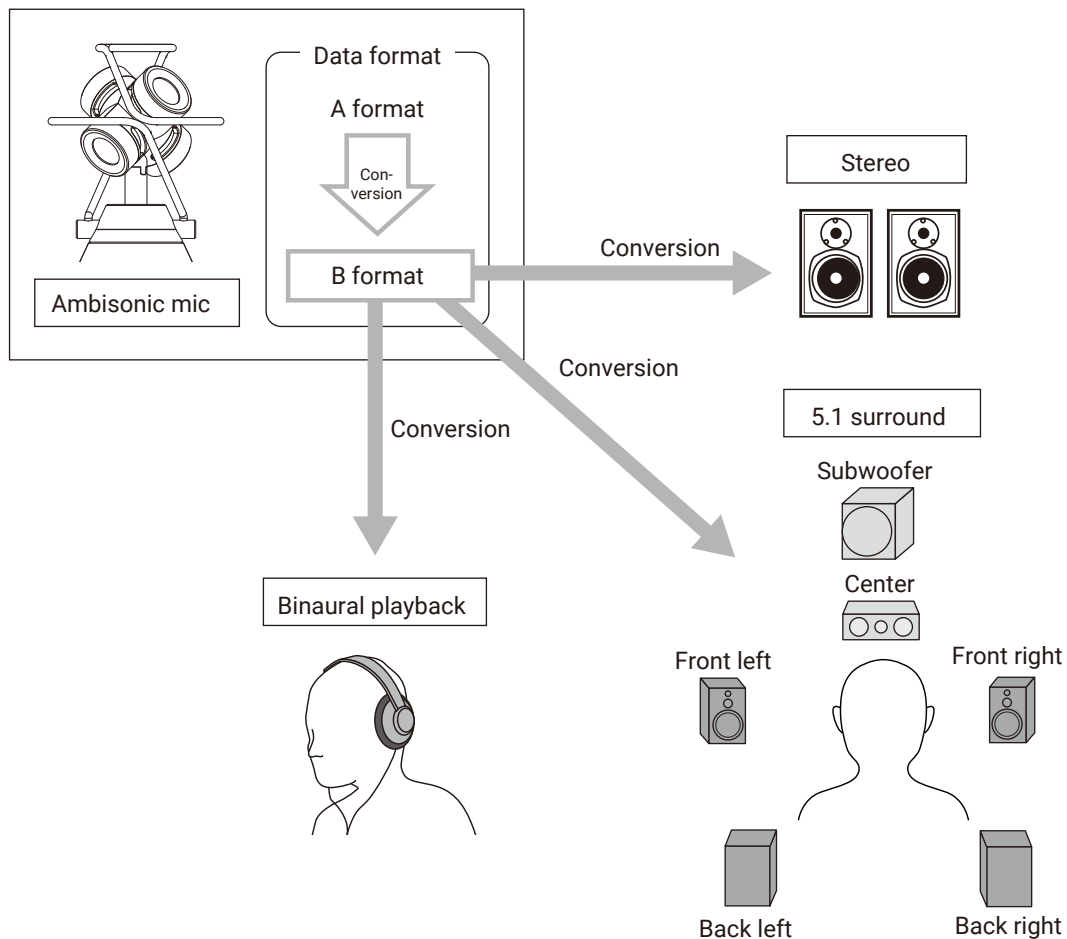 Data format
A format
Con-
version
B format
Ambisonic mic
Conversion
Stereo
Conversion
Conversion
5.1 surround
Subwoofer
Center
Front left
Front right
Back left
Back right
Binaural playback